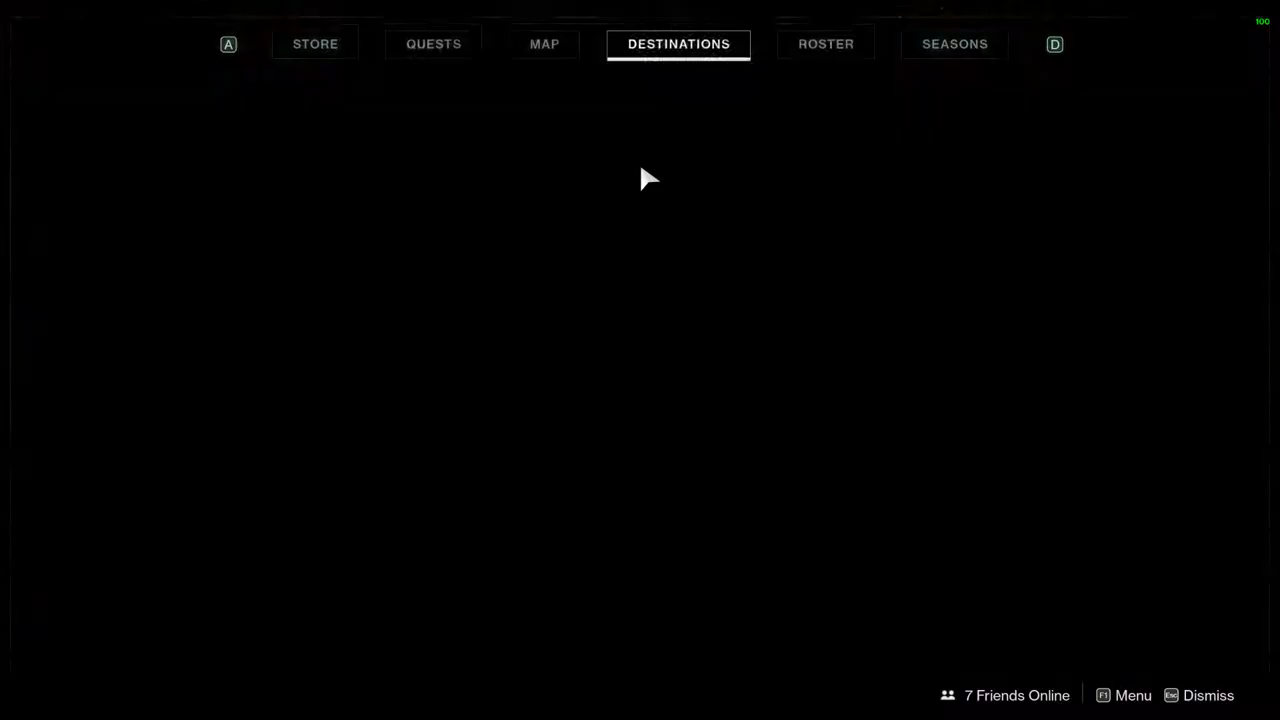 100
A STORE QUESTS MAP DESTINATIONS ROSTER SEASONS D
7 Friends Online F1 Menu Esc Dismiss